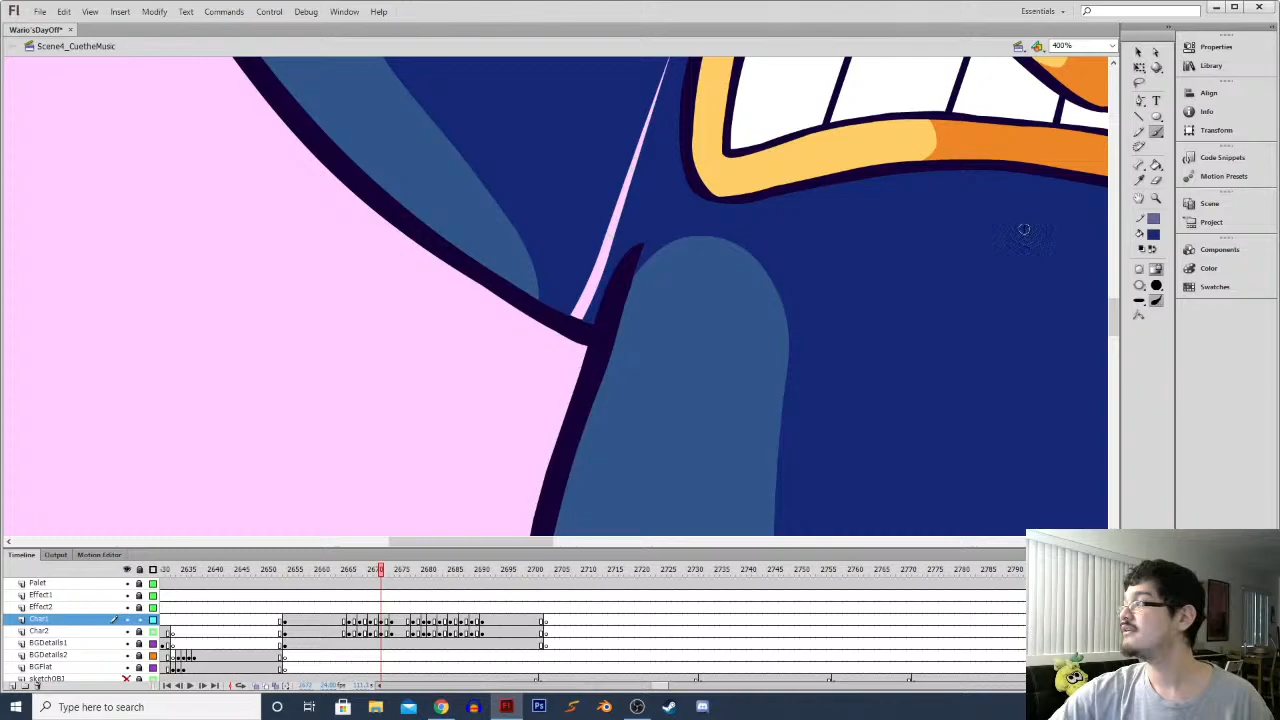 Fl File Edit View Insert Modify Text Commands Control Debug Window Help Essentials
Wario'sDayOff*
Scene4_CuetheMusic 400%
Properties
Library
Align
Info
Transform
Code Snippets
Motion Presets
Scene
Project
Components
Color
Swatches
Timeline Output Motion Editor
2635 2640 2645 2650 2655 2660 2665 2670 2675 2680 2685 2690 2695 2700 2705 2710 2715 2720 2725 2730 2735 2740 2745 2750 2755 2760 2765 2770 2775 2780 2785 2790
Palet
Effect1
Effect2
Char1
Char2
BGDetails1
BGDetails2
BGFlat
sketchOBJ
Type here to search